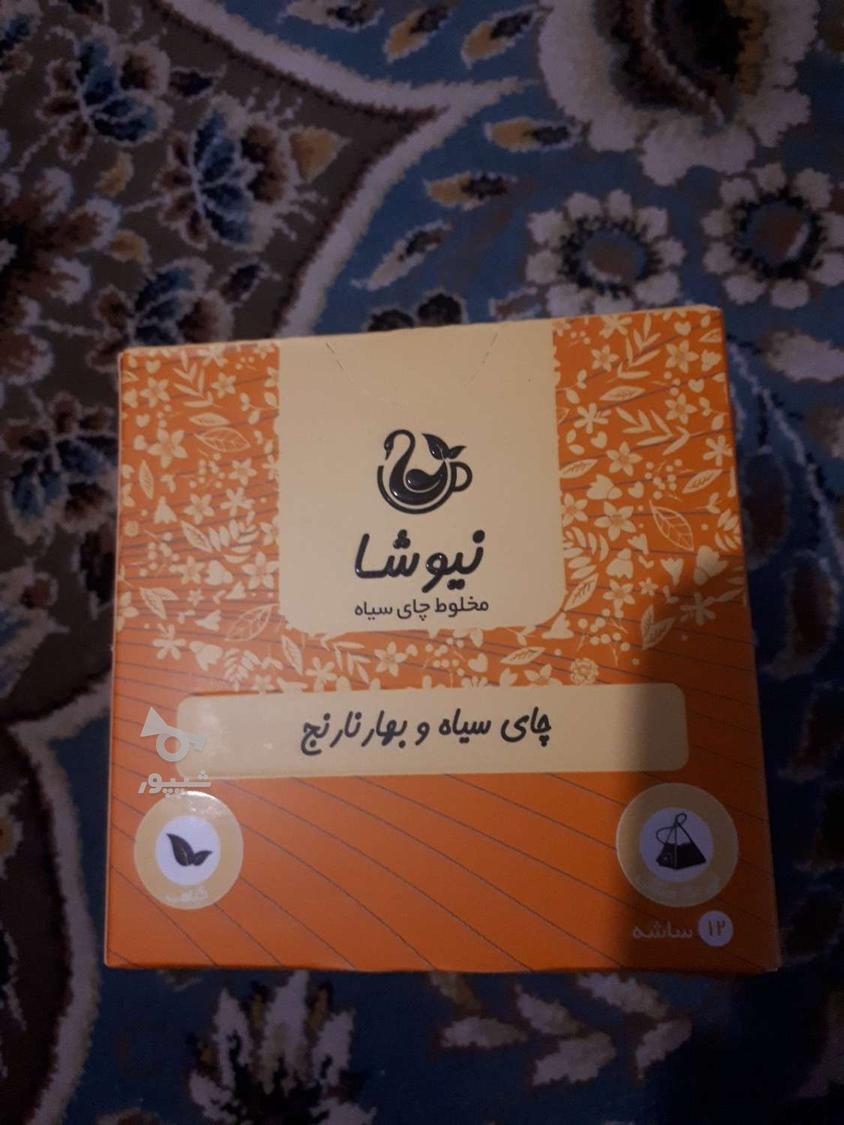 نیوشا
مخلوط چای سیاه
چای سیاه و بهار نارنج
شیپور
۱۲ ساشه